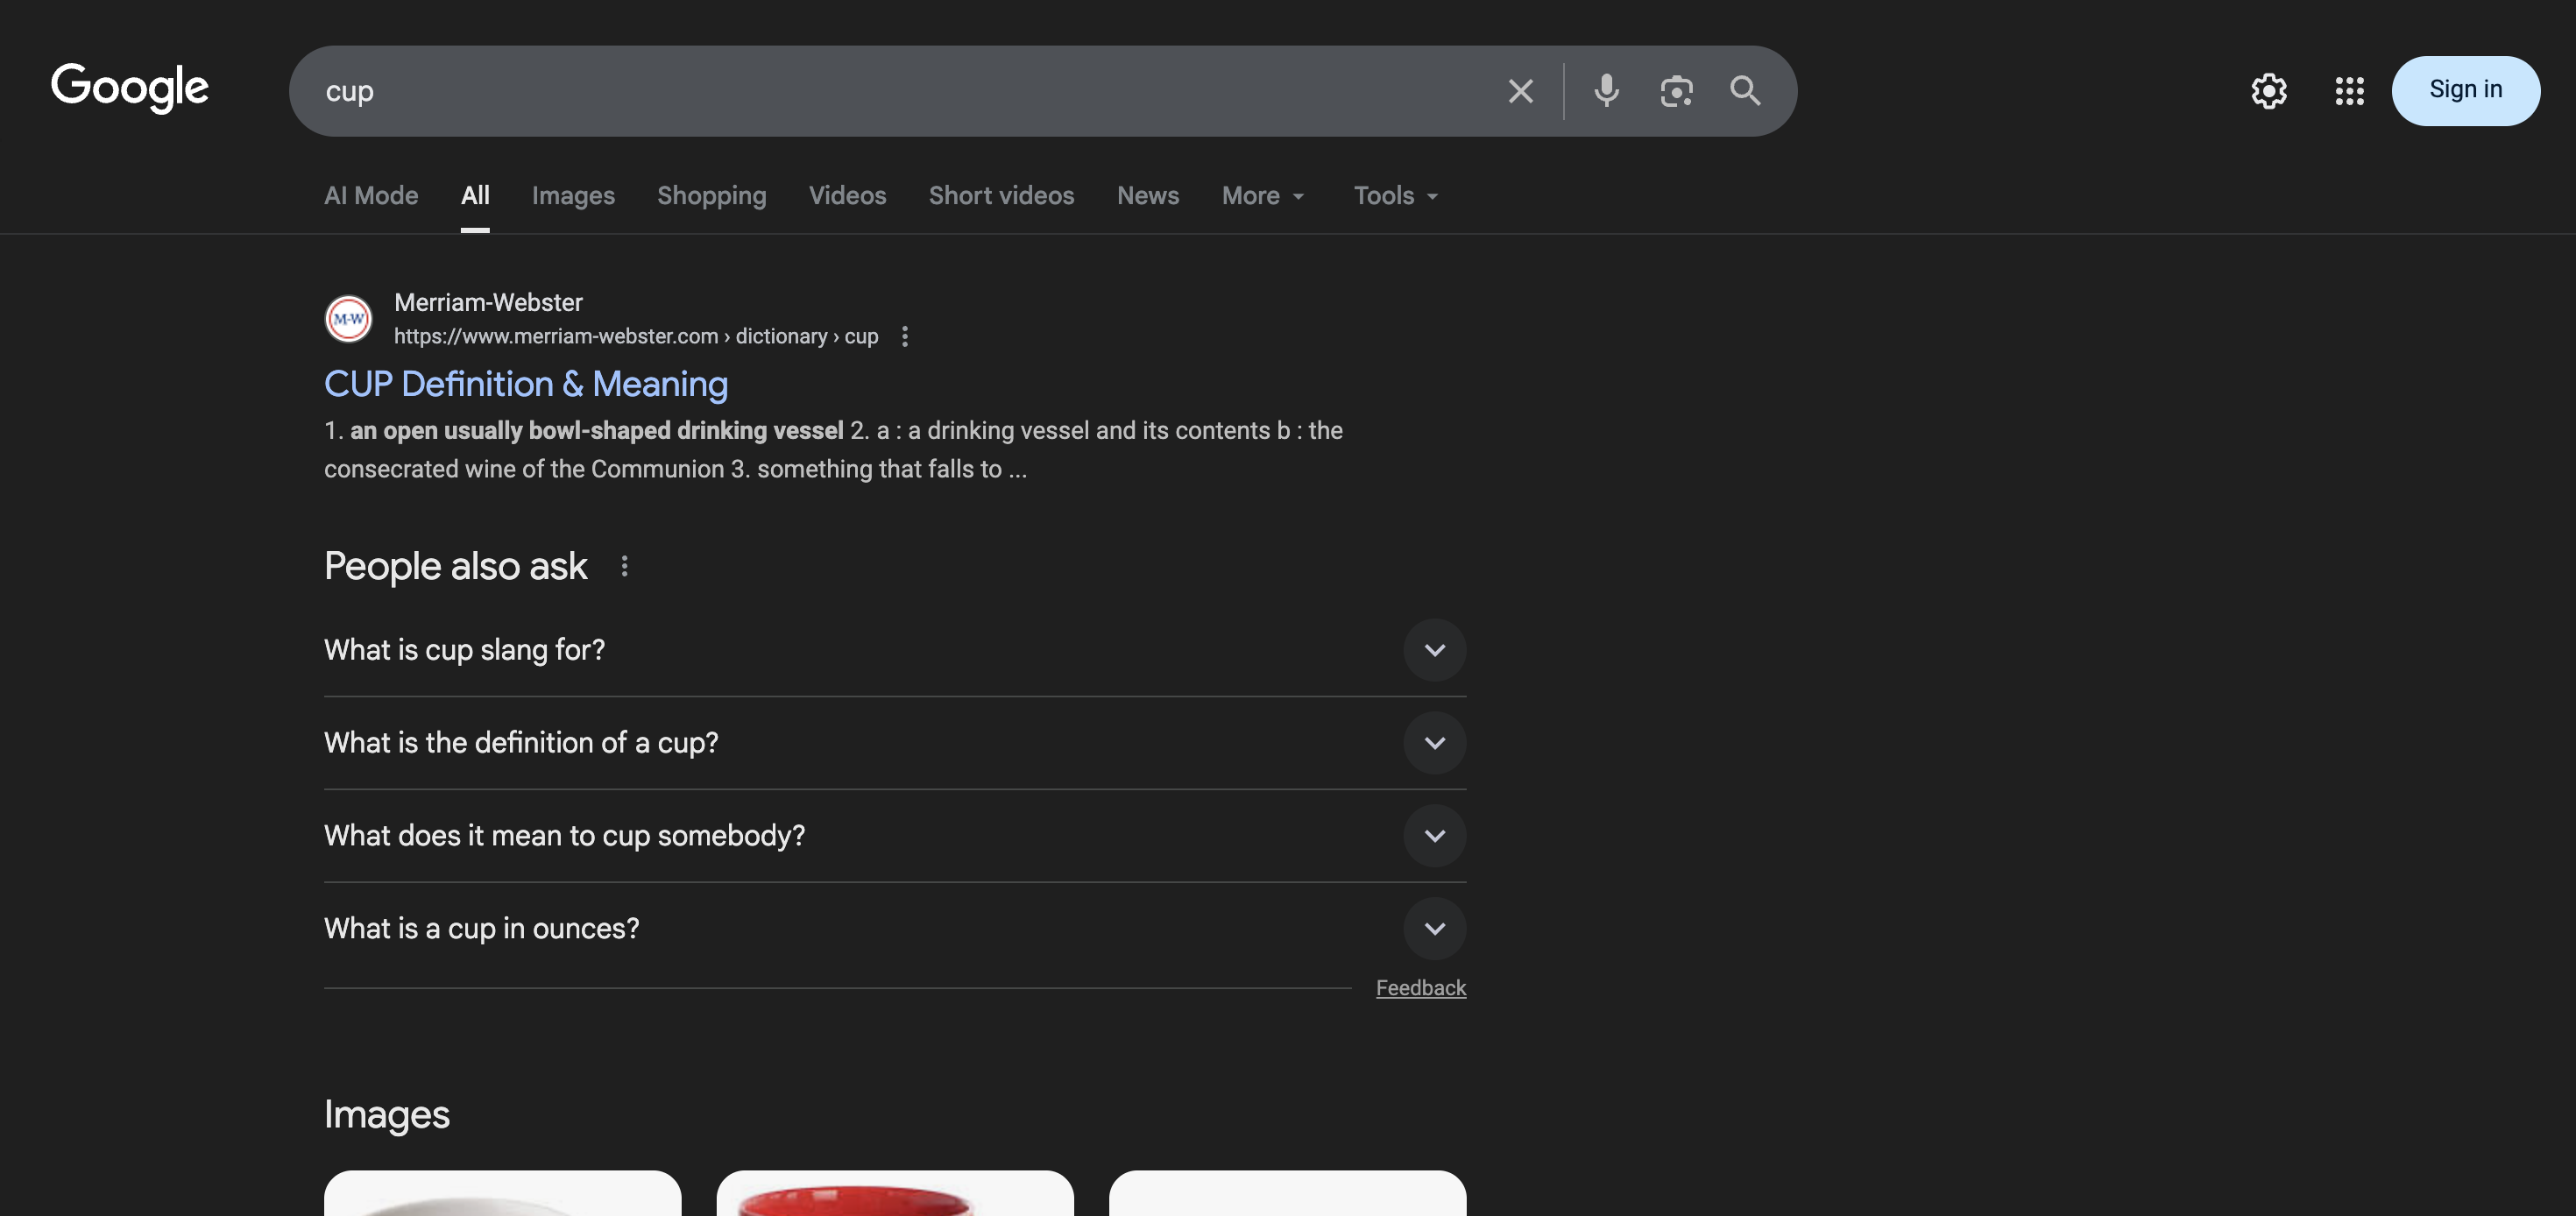 Google
cup
Sign in
AI Mode All Images Shopping Videos Short videos News More Tools
M-W
Merriam-Webster
https://www.merriam-webster.com › dictionary › cup
CUP Definition & Meaning
1. an open usually bowl-shaped drinking vessel 2. a : a drinking vessel and its contents b : the
consecrated wine of the Communion 3. something that falls to ...
People also ask
What is cup slang for?
What is the definition of a cup?
What does it mean to cup somebody?
What is a cup in ounces?
Feedback
Images